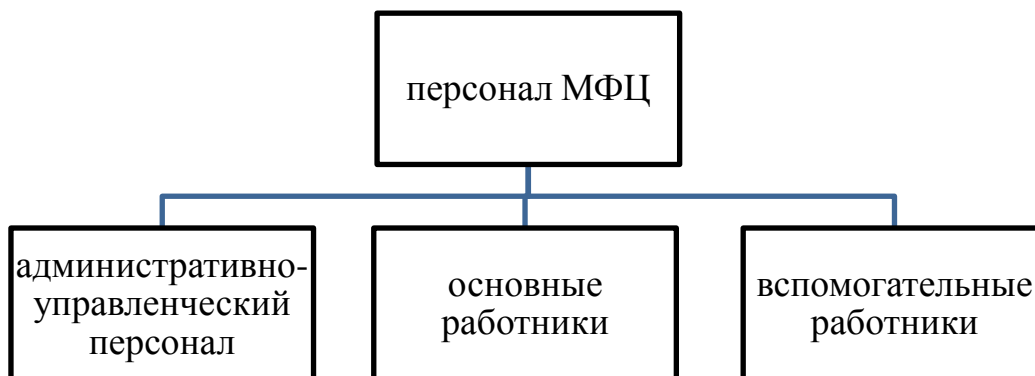 персонал МФЦ
административно-
управленческий
персонал
основные
работники
вспомогательные
работники